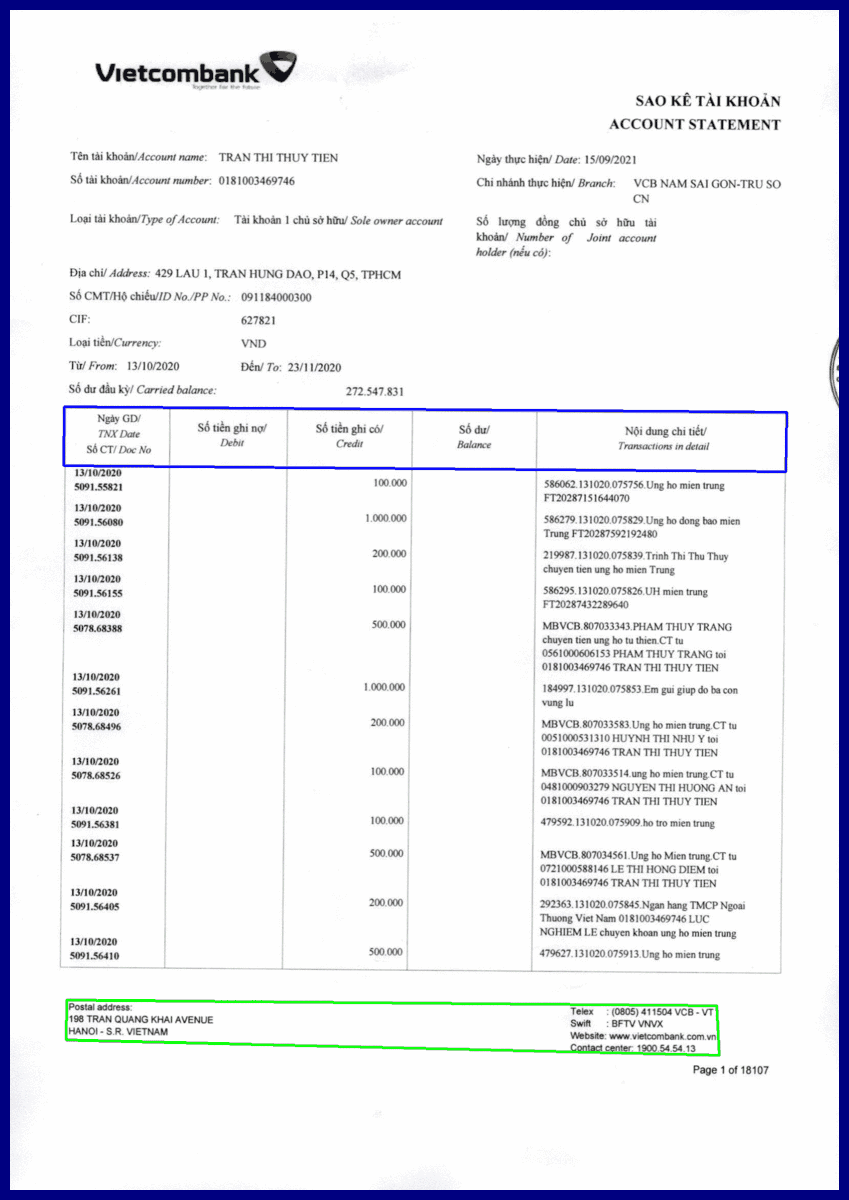 Vietcombank
Together for the future
SAO KÊ TÀI KHOẢN
ACCOUNT STATEMENT
Tên tài khoản/Account name: TRAN THI THUY TIEN
Ngày thực hiện/ Date: 15/09/2021
Số tài khoản/Account number: 0181003469746
Chi nhánh thực hiện/ Branch: VCB NAM SAI GON-TRU SO
CN
Loại tài khoản/Type of Account: Tài khoản 1 chủ sở hữu/ Sole owner account
Số lượng đồng chủ sở hữu tài
khoản/ Number of Joint account
holder (nếu có):
Địa chỉ/ Address: 429 LAU 1, TRAN HUNG DAO, P14, Q5, TPHCM
Số CMT/Hộ chiếu/ID No./PP No.: 091184000300
CIF: 627821
Loại tiền/Currency: VND
Từ/ From: 13/10/2020 Đến/ To: 23/11/2020
Số dư đầu kỳ/ Carried balance: 272.547.831
Ngày GD/
TNX Date
Số CT/ Doc No
Số tiền ghi nợ/
Debit
Số tiền ghi có/
Credit
Số dư/
Balance
Nội dung chi tiết/
Transactions in detail
13/10/2020
5091.55821 100.000 586062.131020.075756.Ung ho mien trung
FT20287151644070
13/10/2020
5091.56080 1.000.000 586279.131020.075829.Ung ho dong bao mien
Trung FT20287592192480
13/10/2020
5091.56138 200.000 219987.131020.075839.Trinh Thi Thu Thuy
chuyen tien ung ho mien Trung
13/10/2020
5091.56155 100.000 586295.131020.075826.UH mien trung
FT20287432289640
13/10/2020
5078.68388 500.000 MBVCB.807033343.PHAM THUY TRANG
chuyen tien ung ho tu thien.CT tu
0561000606153 PHAM THUY TRANG toi
0181003469746 TRAN THI THUY TIEN
13/10/2020
5091.56261 1.000.000 184997.131020.075853.Em gui giup do ba con
vung lu
13/10/2020
5078.68496 200.000 MBVCB.807033583.Ung ho mien trung.CT tu
0051000531310 HUYNH THI NHU Y toi
0181003469746 TRAN THI THUY TIEN
13/10/2020
5078.68526 100.000 MBVCB.807033514.ung ho mien trung.CT tu
0481000903279 NGUYEN THI HUONG AN toi
0181003469746 TRAN THI THUY TIEN
13/10/2020
5091.56381 100.000 479592.131020.075909.ho tro mien trung
13/10/2020
5078.68537 500.000 MBVCB.807034561.Ung ho Mien Trung.CT tu
0721000588146 LE THI HONG DIEM toi
0181003469746 TRAN THI THUY TIEN
13/10/2020
5091.56405 200.000 292363.131020.075845.Ngan hang TMCP Ngoai
Thuong Viet Nam 0181003469746 LUC
NGHIEM LE chuyen khoan ung ho mien trung
13/10/2020
5091.56410 500.000 479627.131020.075913.Ung ho mien trung
Postal address:
198 TRAN QUANG KHAI AVENUE
HANOI - S.R. VIETNAM
Telex : (0805) 411504 VCB - VT
Swift : BFTV VNVX
Website: www.vietcombank.com.vn
Contact center: 1900.54.54.13
Page 1 of 18107